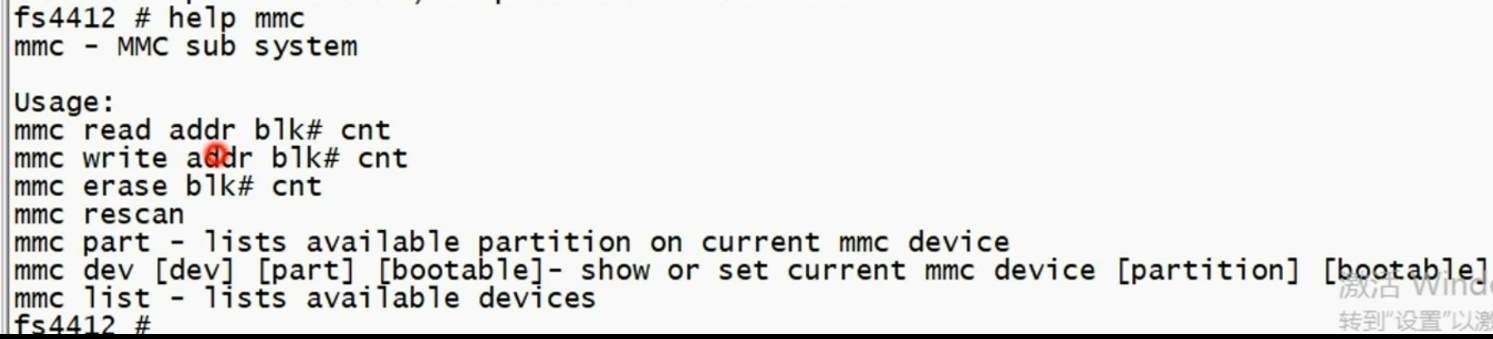 fs4412 # help mmc
mmc - MMC sub system
Usage:
mmc read addr blk# cnt
mmc write addr blk# cnt
mmc erase blk# cnt
mmc rescan
mmc part - lists available partition on current mmc device
mmc dev [dev] [part] [bootable]- show or set current mmc device [partition] [bootable]
mmc list - lists available devices
fs4412 #
激活 Windo
转到"设置"以激